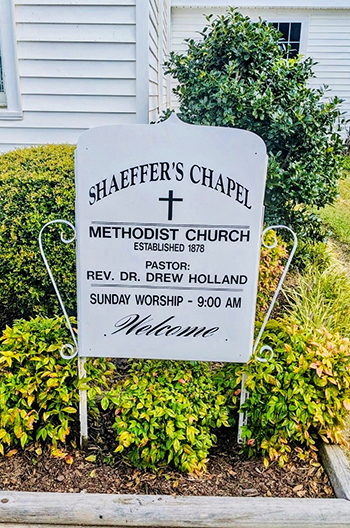 SHAEFFER'S CHAPEL
METHODIST CHURCH
ESTABLISHED 1878
PASTOR:
REV. DR. DREW HOLLAND
SUNDAY WORSHIP - 9:00 AM
Welcome